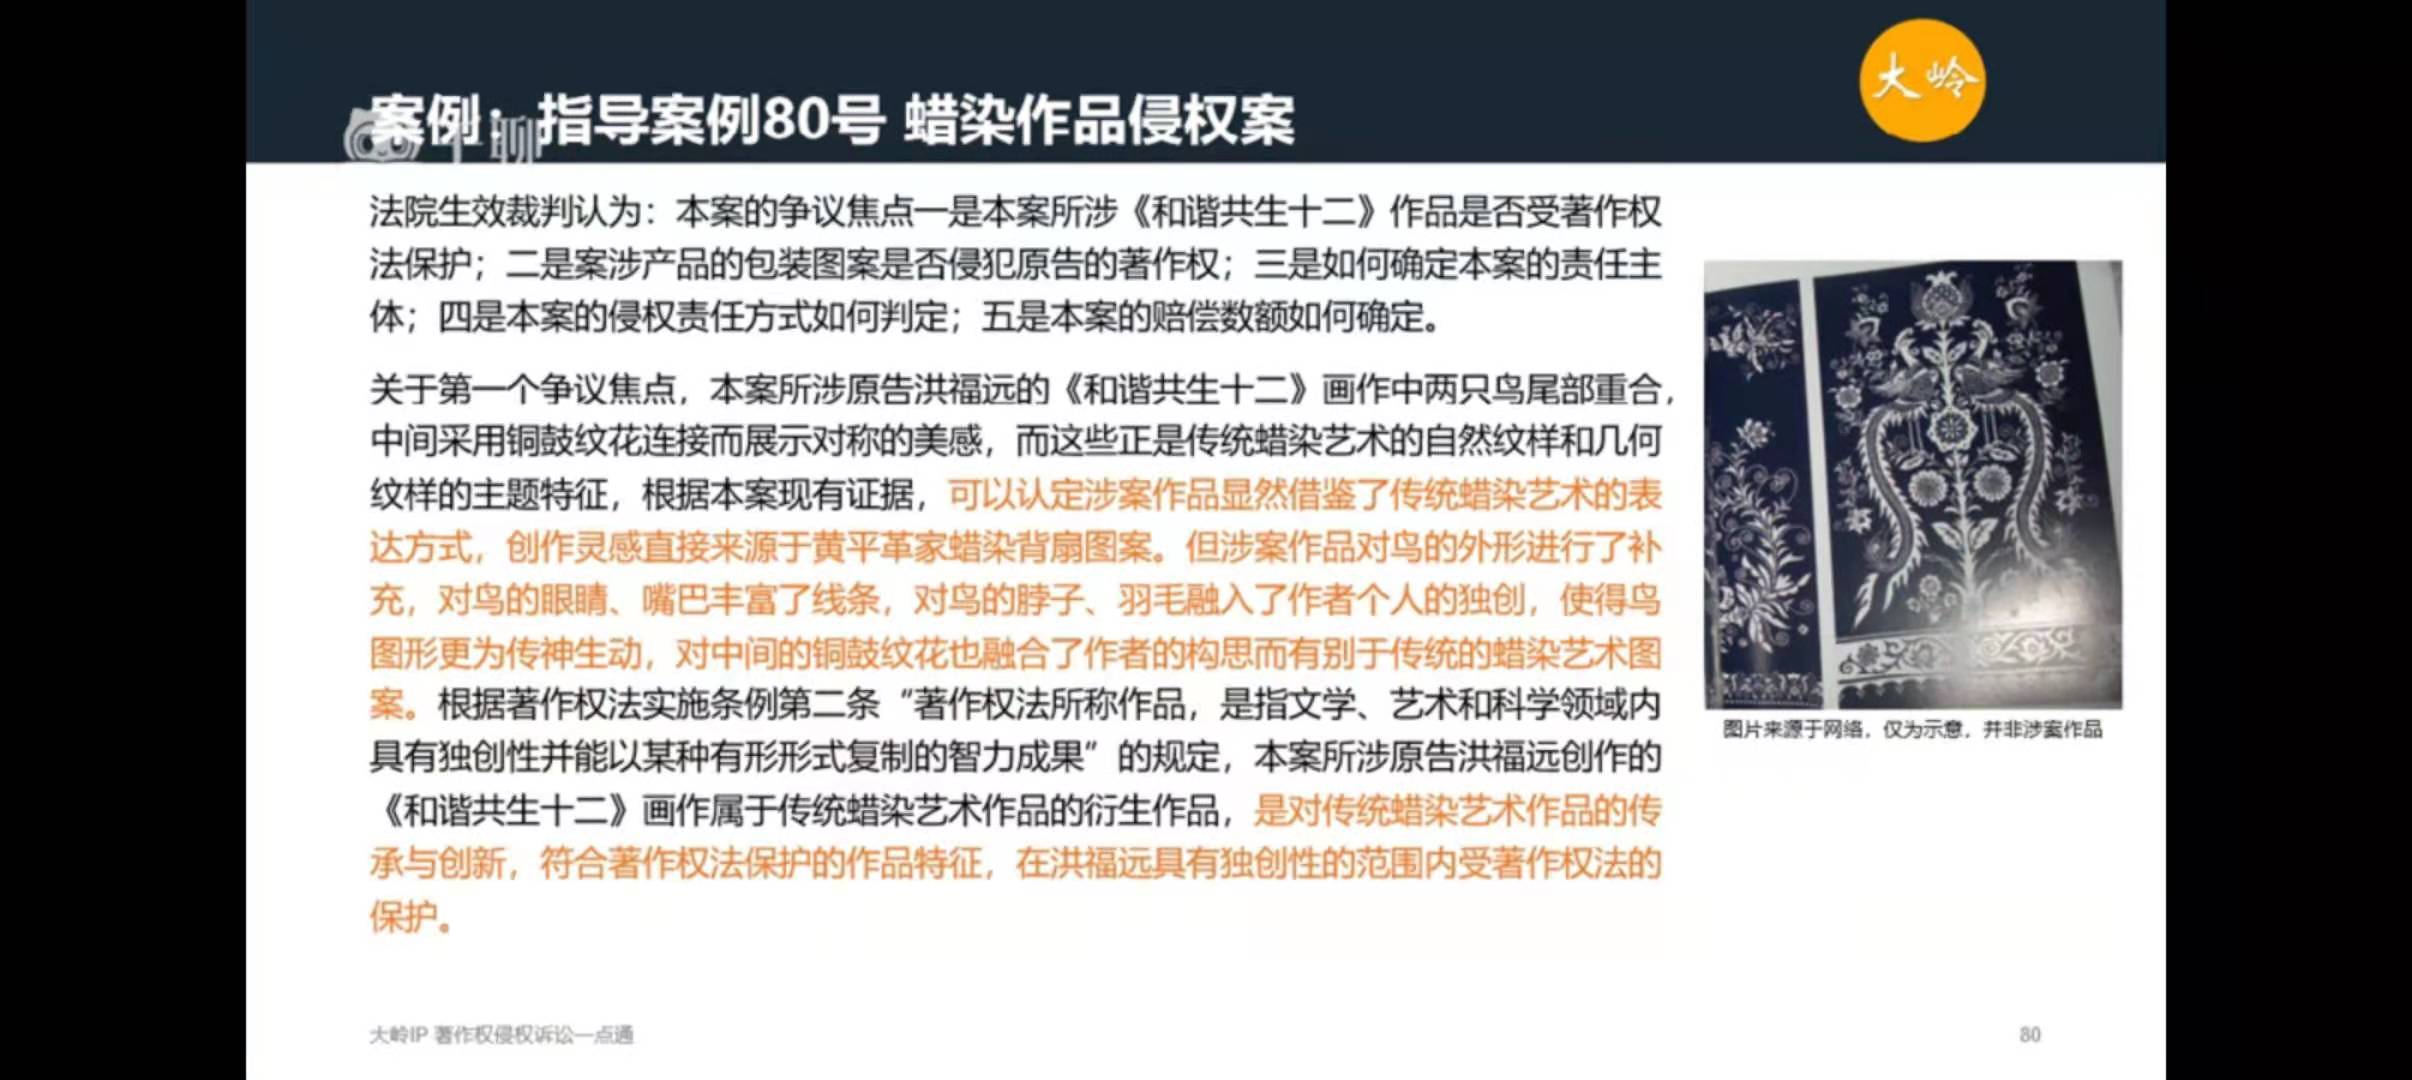 案例：指导案例80号 蜡染作品侵权案
大岭
千聊
法院生效裁判认为：本案的争议焦点一是本案所涉《和谐共生十二》作品是否受著作权
法保护；二是案涉产品的包装图案是否侵犯原告的著作权；三是如何确定本案的责任主
体；四是本案的侵权责任方式如何判定；五是本案的赔偿数额如何确定。
关于第一个争议焦点，本案所涉原告洪福远的《和谐共生十二》画作中两只鸟尾部重合，
中间采用铜鼓纹花连接而展示对称的美感，而这些正是传统蜡染艺术的自然纹样和几何
纹样的主题特征，根据本案现有证据，可以认定涉案作品显然借鉴了传统蜡染艺术的表
达方式，创作灵感直接来源于黄平革家蜡染背扇图案。但涉案作品对鸟的外形进行了补
充，对鸟的眼睛、嘴巴丰富了线条，对鸟的脖子、羽毛融入了作者个人的独创，使得鸟
图形更为传神生动，对中间的铜鼓纹花也融合了作者的构思而有别于传统的蜡染艺术图
案。根据著作权法实施条例第二条“著作权法所称作品，是指文学、艺术和科学领域内
具有独创性并能以某种有形形式复制的智力成果”的规定，本案所涉原告洪福远创作的
《和谐共生十二》画作属于传统蜡染艺术作品的衍生作品，是对传统蜡染艺术作品的传
承与创新，符合著作权法保护的作品特征，在洪福远具有独创性的范围内受著作权法的
保护。
图片来源于网络，仅为示意，并非涉案作品
大岭IP 著作权侵权诉讼一点通
80